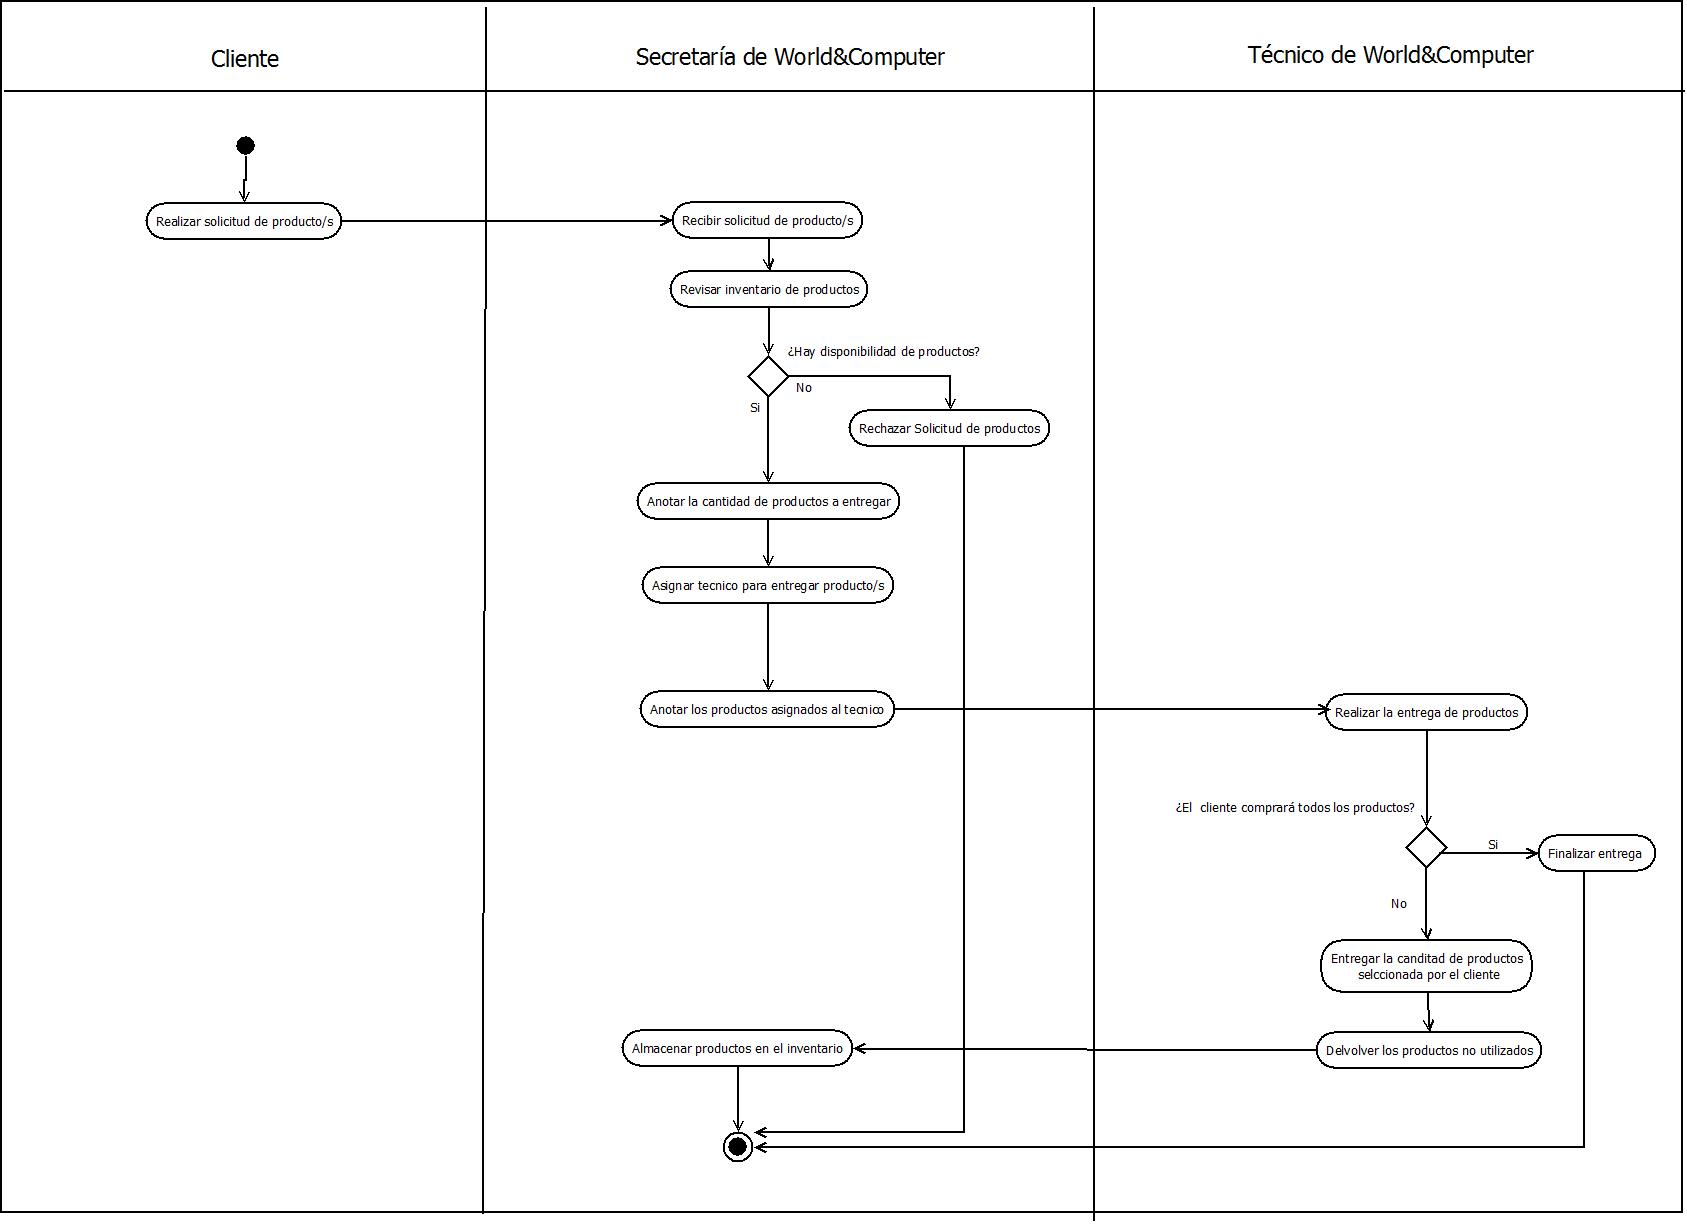 Cliente
Secretaría de World&Computer
Técnico de World&Computer
Realizar solicitud de producto/s
Recibir solicitud de producto/s
Revisar inventario de productos
¿Hay disponibilidad de productos?
No
Si
Rechazar Solicitud de productos
Anotar la cantidad de productos a entregar
Asignar tecnico para entregar producto/s
Anotar los productos asignados al tecnico
Realizar la entrega de productos
¿El  cliente comprará todos los productos?
Si
Finalizar entrega
No
Entregar la canditad de productos
selccionada por el cliente
Almacenar productos en el inventario
Delvolver los productos no utilizados